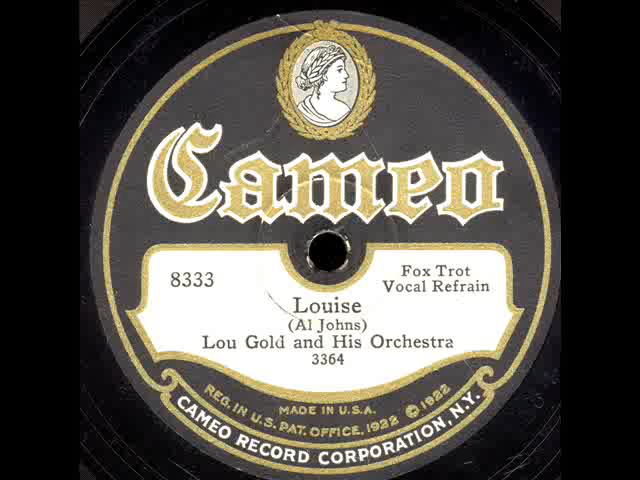 Cameo
8333
Fox Trot
Vocal Refrain
Louise
(Al Johns)
Lou Gold and His Orchestra
3364
MADE IN U.S.A.
REG. IN U.S. PAT. OFFICE, 1922 © 1922
CAMEO RECORD CORPORATION, N.Y.